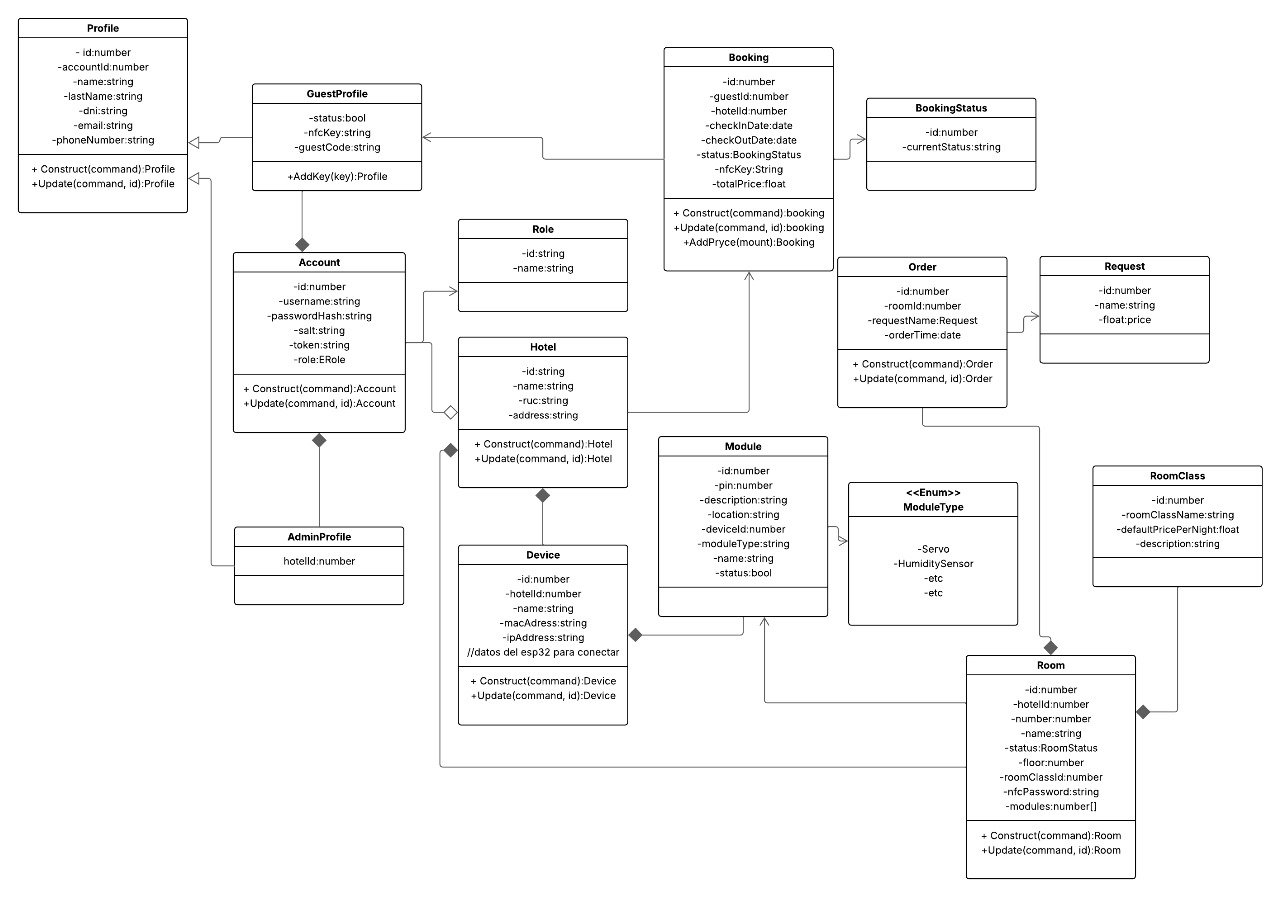 Profile
- id:number
-accountId:number
-name:string
-lastName:string
-dni:string
-email:string
-phoneNumber:string
+ Construct(command):Profile
+Update(command, id):Profile
GuestProfile
-status:bool
-nfcKey:string
-guestCode:string
+AddKey(key):Profile
Booking
-id:number
-guestId:number
-hotelId:number
-checkInDate:date
-checkOutDate:date
-status:BookingStatus
-nfcKey:String
-totalPrice:float
+ Construct(command):booking
+Update(command, id):booking
+AddPryce(mount):Booking
BookingStatus
-id:number
-currentStatus:string
Role
-id:string
-name:string
Account
-id:number
-username:string
-passwordHash:string
-salt:string
-token:string
-role:ERole
+ Construct(command):Account
+Update(command, id):Account
Order
-id:number
-roomId:number
-requestName:Request
-orderTime:date
+ Construct(command):Order
+Update(command, id):Order
Request
-id:number
-name:string
-float:price
Hotel
-id:string
-name:string
-ruc:string
-address:string
+ Construct(command):Hotel
+Update(command, id):Hotel
Module
-id:number
-pin:number
-description:string
-location:string
-deviceId:number
-moduleType:string
-name:string
-status:bool
<<Enum>>
ModuleType
-Servo
-HumiditySensor
-etc
-etc
RoomClass
-id:number
-roomClassName:string
-defaultPricePerNight:float
-description:string
AdminProfile
hotelId:number
Device
-id:number
-hotelId:number
-name:string
-macAdress:string
-ipAddress:string
//datos del esp32 para conectar
+ Construct(command):Device
+Update(command, id):Device
Room
-id:number
-hotelId:number
-number:number
-name:string
-status:RoomStatus
-floor:number
-roomClassId:number
-nfcPassword:string
-modules:number[]
+ Construct(command):Room
+Update(command, id):Room